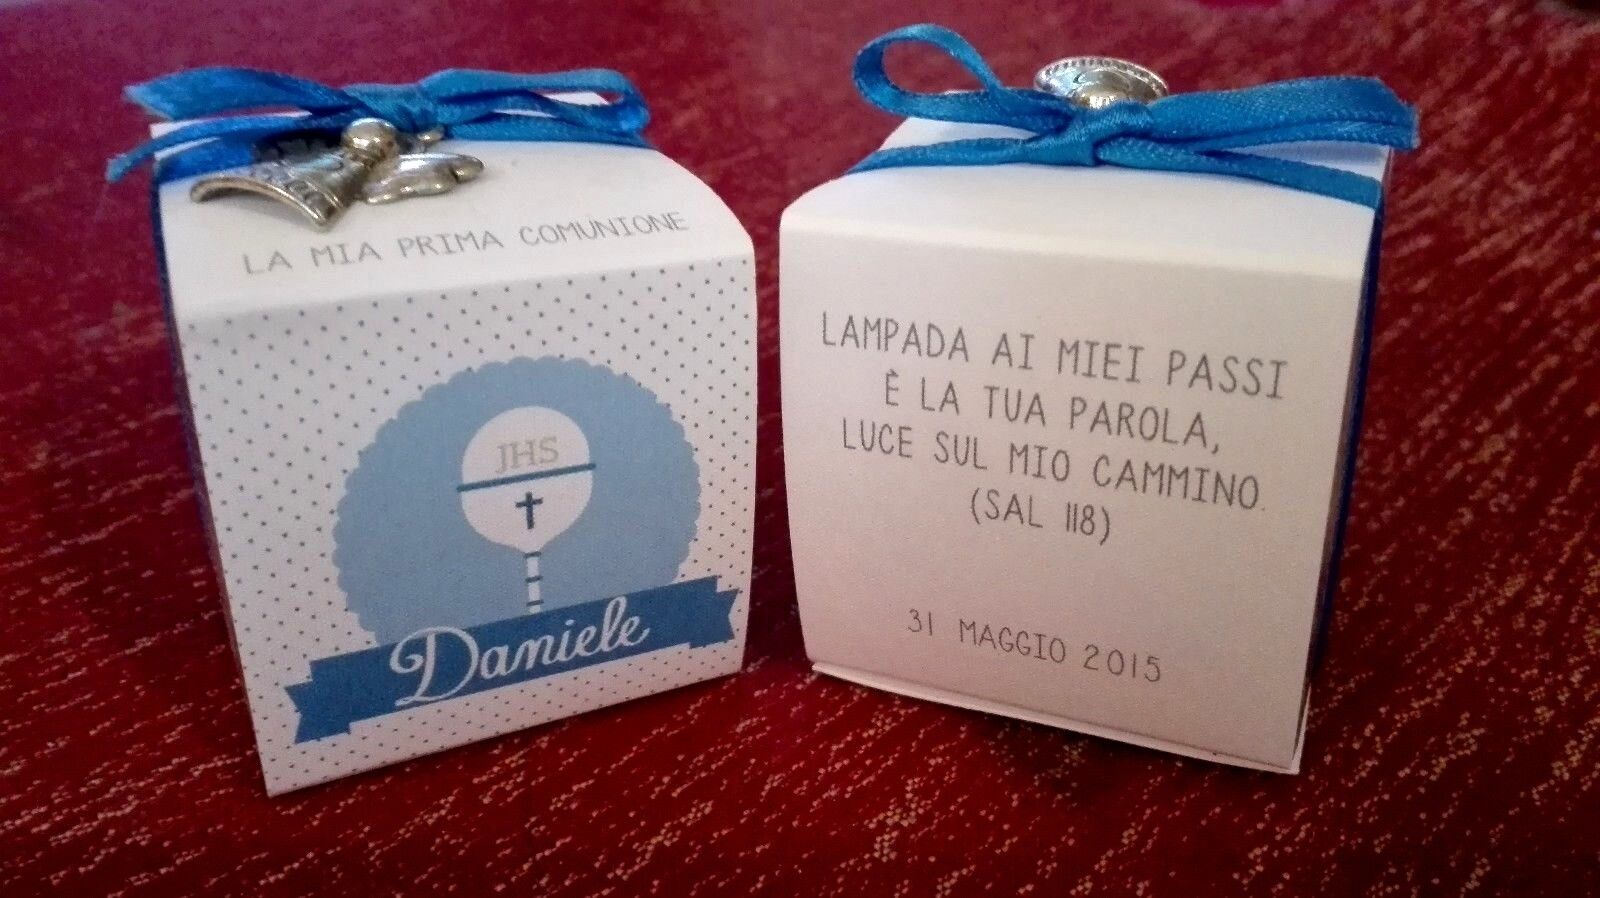 LA MIA PRIMA COMUNIONE
JHS
Daniele
LAMPADA AI MIEI PASSI
È LA TUA PAROLA,
LUCE SUL MIO CAMMINO.
(SAL 118)
31 MAGGIO 2015